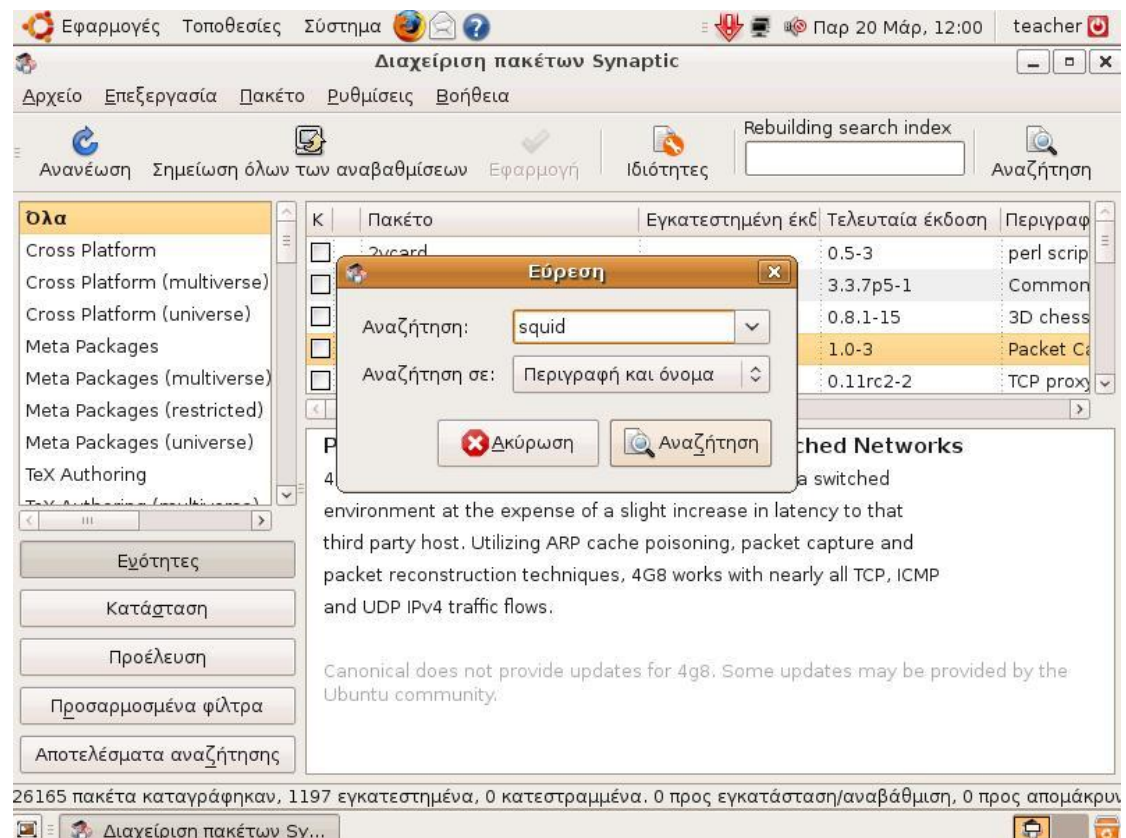 Εφαρμογές Τοποθεσίες Σύστημα Παρ 20 Μάρ, 12:00 teacher
Διαχείριση πακέτων Synaptic
Αρχείο Επεξεργασία Πακέτο Ρυθμίσεις Βοήθεια
Ανανέωση Σημείωση όλων των αναβαθμίσεων Εφαρμογή Ιδιότητες Rebuilding search index Αναζήτηση
Όλα
Cross Platform
Cross Platform (multiverse)
Cross Platform (universe)
Meta Packages
Meta Packages (multiverse)
Meta Packages (restricted)
Meta Packages (universe)
TeX Authoring
TeX Authoring (multiverse)
Ενότητες
Κατάσταση
Προέλευση
Προσαρμοσμένα φίλτρα
Αποτελέσματα αναζήτησης
Κ Πακέτο Εγκατεστημένη έκδ Τελευταία έκδοση Περιγραφ
2vcard 0.5-3 perl scrip
3.3.7p5-1 Common
0.8.1-15 3D chess
1.0-3 Packet Ca
0.11rc2-2 TCP proxy
Εύρεση
Αναζήτηση: squid
Αναζήτηση σε: Περιγραφή και όνομα
Ακύρωση Αναζήτηση
P ched Networks
4 a switched
environment at the expense of a slight increase in latency to that
third party host. Utilizing ARP cache poisoning, packet capture and
packet reconstruction techniques, 4G8 works with nearly all TCP, ICMP
and UDP IPv4 traffic flows.
Canonical does not provide updates for 4g8. Some updates may be provided by the
Ubuntu community.
26165 πακέτα καταγράφηκαν, 1197 εγκατεστημένα, 0 κατεστραμμένα. 0 προς εγκατάσταση/αναβάθμιση, 0 προς απομάκρυν
Διαχείριση πακέτων Sy...